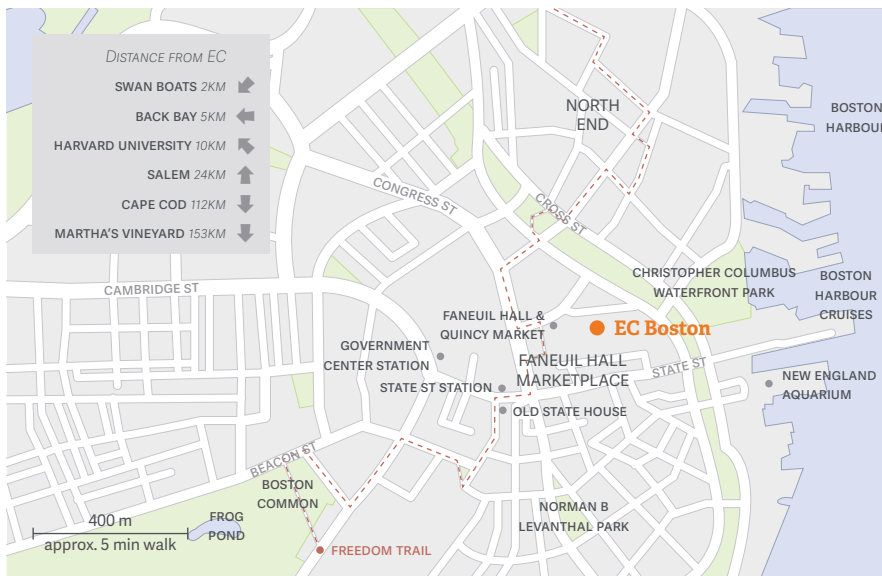 DISTANCE FROM EC
SWAN BOATS 2KM
BACK BAY 5KM
HARVARD UNIVERSITY 10KM
SALEM 24KM
CAPE COD 112KM
MARTHA'S VINEYARD 153KM
NORTH
END
BOSTON
HARBOUR
CONGRESS ST
CROSS ST
CHRISTOPHER COLUMBUS
WATERFRONT PARK
BOSTON
HARBOUR
CRUISES
CAMBRIDGE ST
FANEUIL HALL &
QUINCY MARKET
EC Boston
GOVERNMENT
CENTER STATION
FANEUIL HALL
MARKETPLACE
STATE ST
STATE ST STATION
NEW ENGLAND
AQUARIUM
OLD STATE HOUSE
BEACON ST
BOSTON
COMMON
NORMAN B
LEVANTHAL PARK
400 m
approx. 5 min walk
FROG
POND
FREEDOM TRAIL